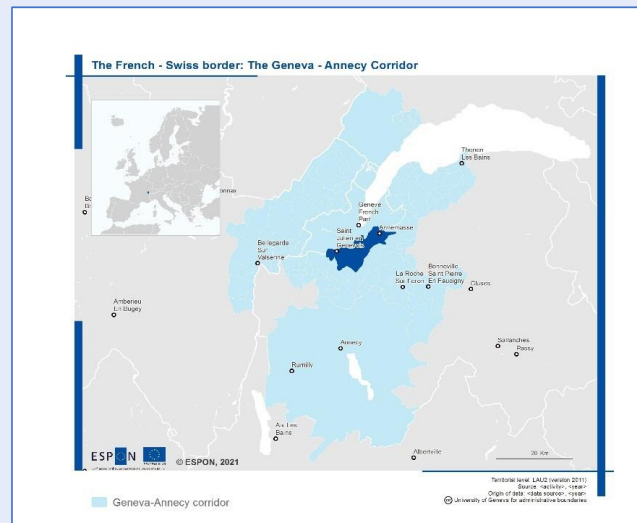 The French - Swiss border: The Geneva - Annecy Corridor
Thonon
Les Bains
Geneve
French
Part
Annemasse
Saint
Julien en
Genevois
Bellegarde
Sur
Valserine
La Roche
Sur Foron
Bonneville
Saint Pierre
En Faucigny
Cluses
Amberieu
En Bugey
Sallanches
Passy
Annecy
Rumilly
Aix Les
Bains
Albertville
20 Km
ESPON
© ESPON, 2021
Territorial level: LAU2 (version 2011)
Source: <activity>, <year>
Origin of data: <data source>, <year>
University of Geneva for administrative boundaries
Geneva-Annecy corridor